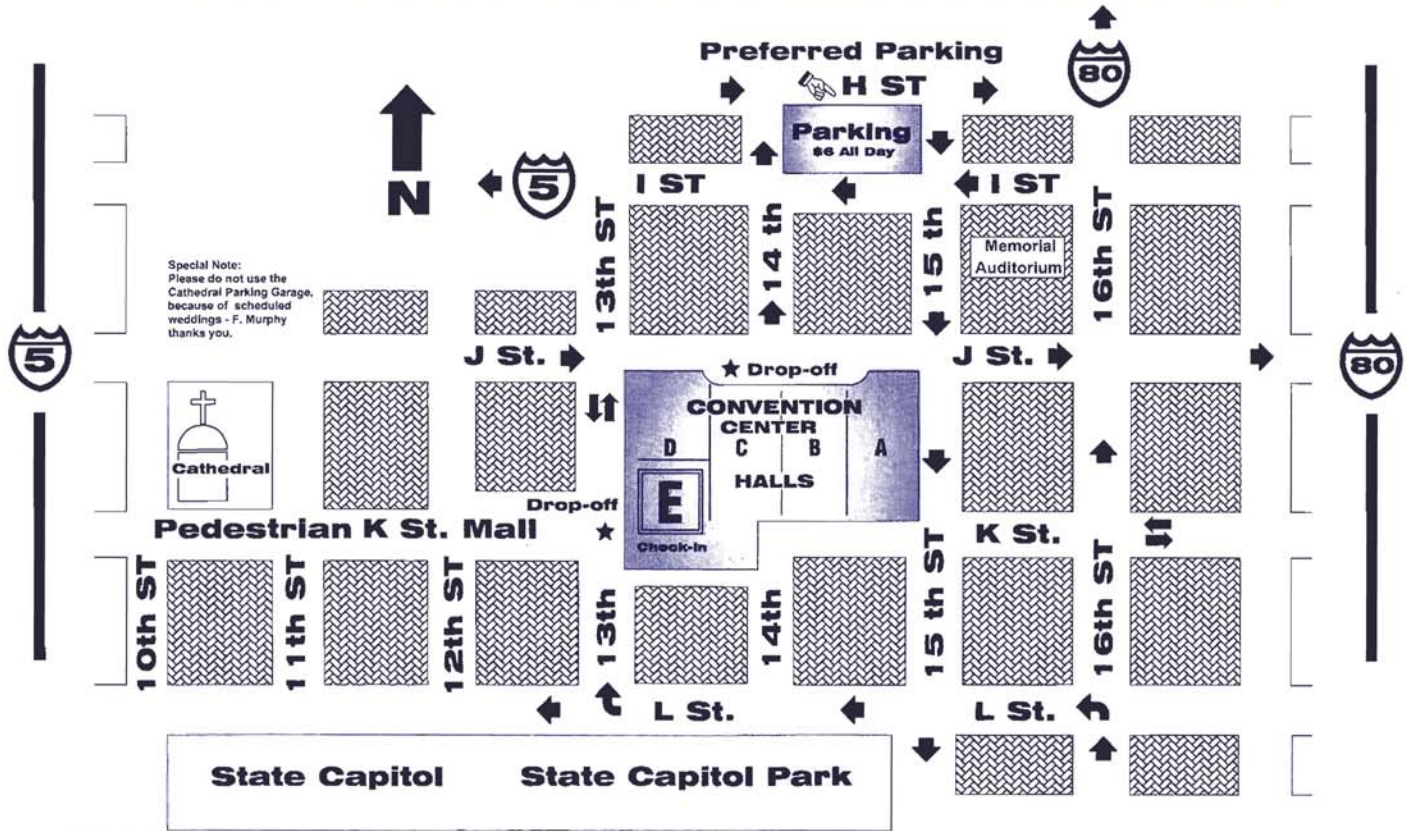 Preferred Parking
H ST
80
Parking
$6 All Day
N
5
I ST
I ST
13th ST
14 th
15 th
16th ST
Memorial
Auditorium
Special Note:
Please do not use the
Cathedral Parking Garage,
because of scheduled
weddings - F. Murphy
thanks you.
5
J St.
J St.
80
Drop-off
CONVENTION
CENTER
D
C
B
A
HALLS
E
Check-in
Cathedral
Drop-off
Pedestrian K St. Mall
K St.
10th ST
11th ST
12th ST
13th
14th
15 th ST
16th ST
L St.
L St.
State Capitol
State Capitol Park